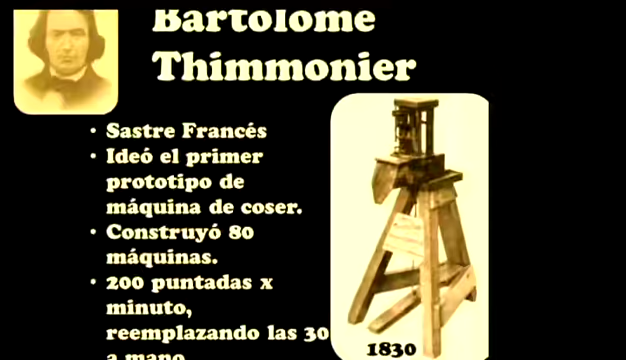 Bartolome
Thimmonier
• Sastre Francés
• Ideó el primer
prototipo de
máquina de coser.
• Construyó 80
máquinas.
• 200 puntadas x
minuto,
reemplazando las 30
a mano
1830